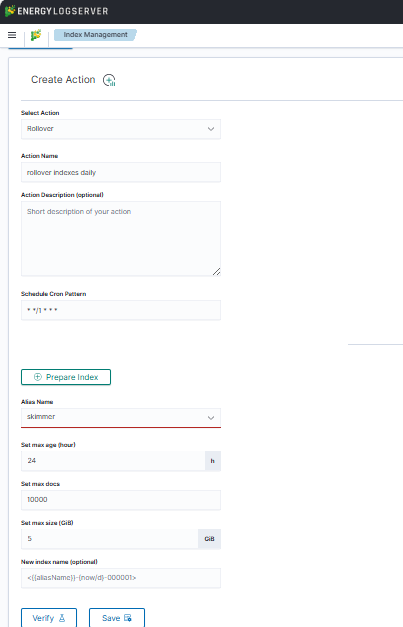 ENERGYLOGSERVER
Index Management
Create Action
Select Action
Rollover
Action Name
rollover indexes daily
Action Description (optional)
Short description of your action
Schedule Cron Pattern
* */1 * * *
Prepare Index
Alias Name
skimmer
Set max age (hour)
24
h
Set max docs
10000
Set max size (GiB)
5
GiB
New index name (optional)
<{{aliasName}}-{now/d}-000001>
Verify
Save